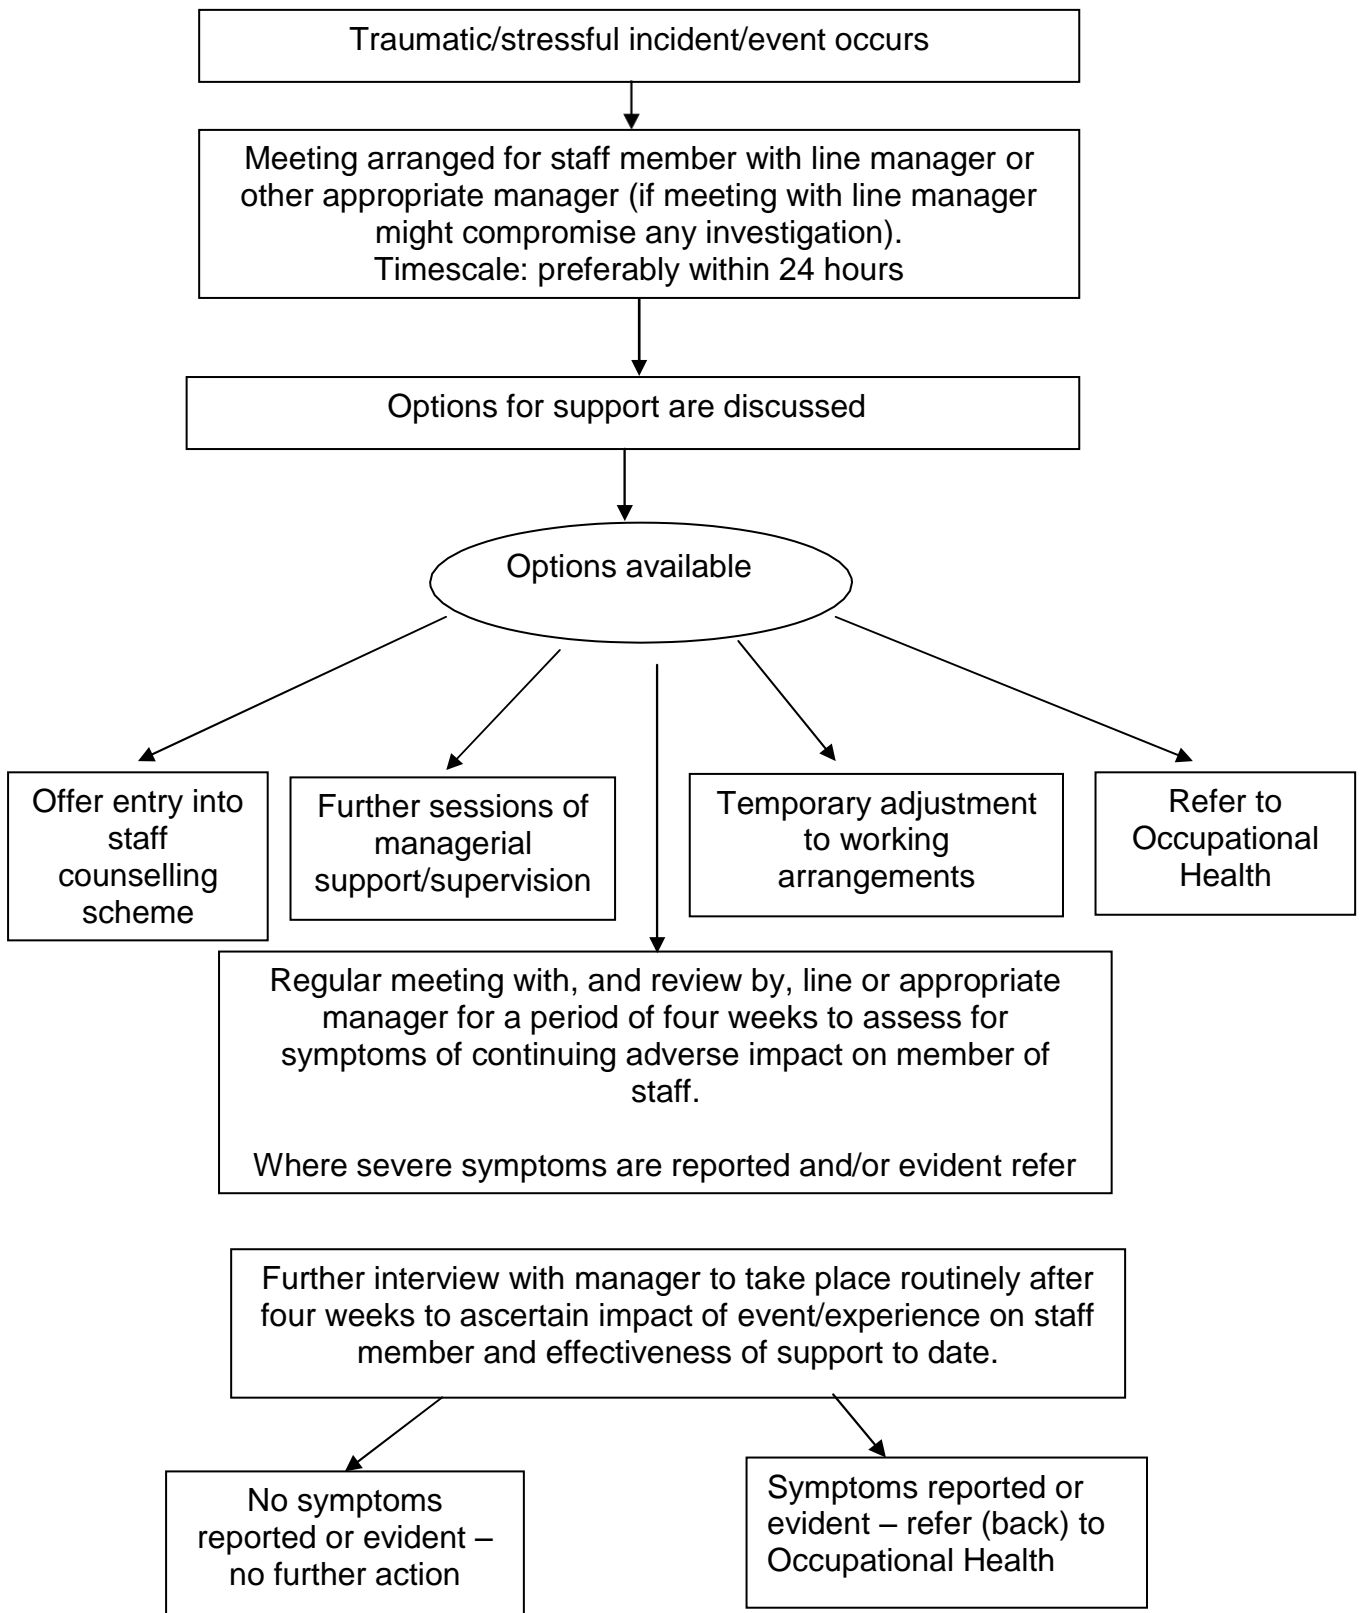 Traumatic/stressful incident/event occurs
Meeting arranged for staff member with line manager or
other appropriate manager (if meeting with line manager
might compromise any investigation).
Timescale: preferably within 24 hours
Options for support are discussed
Options available
Offer entry into
staff
counselling
scheme
Further sessions of
managerial
support/supervision
Temporary adjustment
to working
arrangements
Refer to
Occupational
Health
Regular meeting with, and review by, line or appropriate
manager for a period of four weeks to assess for
symptoms of continuing adverse impact on member of
staff.
Where severe symptoms are reported and/or evident refer
Further interview with manager to take place routinely after
four weeks to ascertain impact of event/experience on staff
member and effectiveness of support to date.
No symptoms
reported or evident –
no further action
Symptoms reported or
evident – refer (back) to
Occupational Health